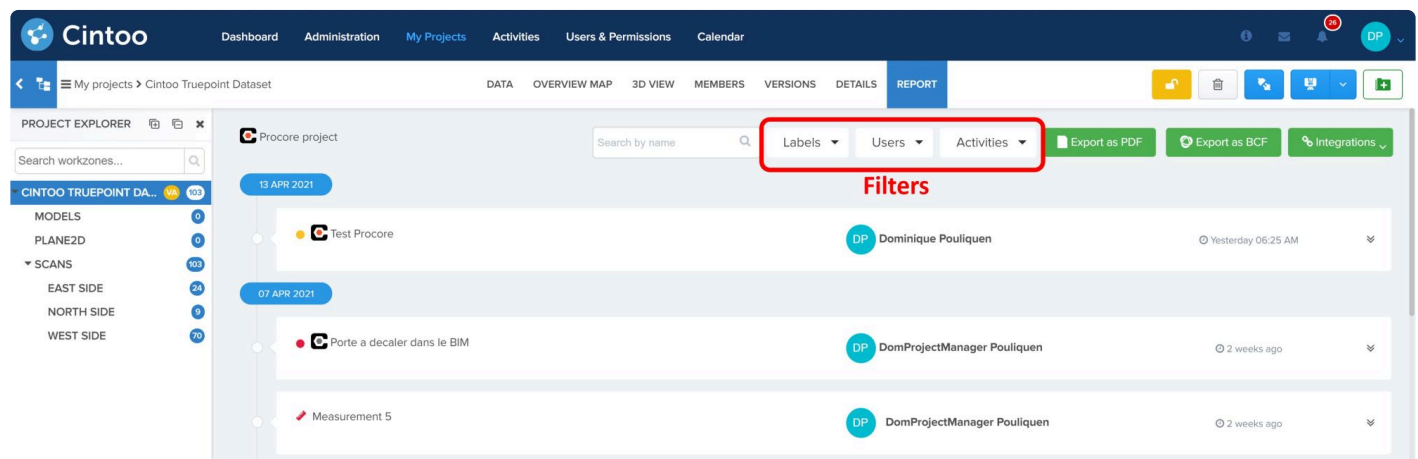 Cintoo
Dashboard Administration My Projects Activities Users & Permissions Calendar
26
DP
My projects > Cintoo Truepoint Dataset
DATA OVERVIEW MAP 3D VIEW MEMBERS VERSIONS DETAILS REPORT
PROJECT EXPLORER
Search workzones...
CINTOO TRUEPOINT DA... VA 103
MODELS 0
PLANE2D 0
SCANS 103
EAST SIDE 24
NORTH SIDE 9
WEST SIDE 70
Procore project
Search by name
Labels Users Activities
Export as PDF Export as BCF Integrations
Filters
13 APR 2021
Test Procore DP Dominique Pouliquen Yesterday 06:25 AM
07 APR 2021
Porte a decaler dans le BIM DP DomProjectManager Pouliquen 2 weeks ago
Measurement 5 DP DomProjectManager Pouliquen 2 weeks ago